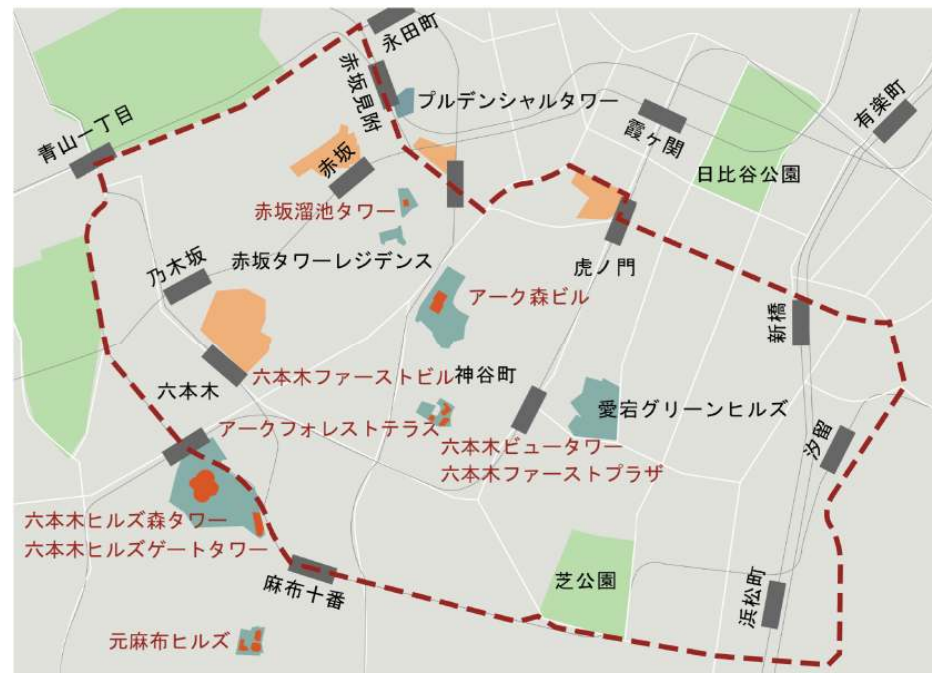 永田町
赤坂見附
プルデンシャルタワー
有楽町
霞ヶ関
青山一丁目
赤坂
日比谷公園
赤坂溜池タワー
赤坂タワーレジデンス
虎ノ門
乃木坂
アーク森ビル
新橋
六本木
六本木ファーストビル
神谷町
愛宕グリーンヒルズ
アークフォレストテラス
六本木ビュータワー
六本木ファーストプラザ
汐留
六本木ヒルズ森タワー
六本木ヒルズゲートタワー
麻布十番
芝公園
浜松町
元麻布ヒルズ